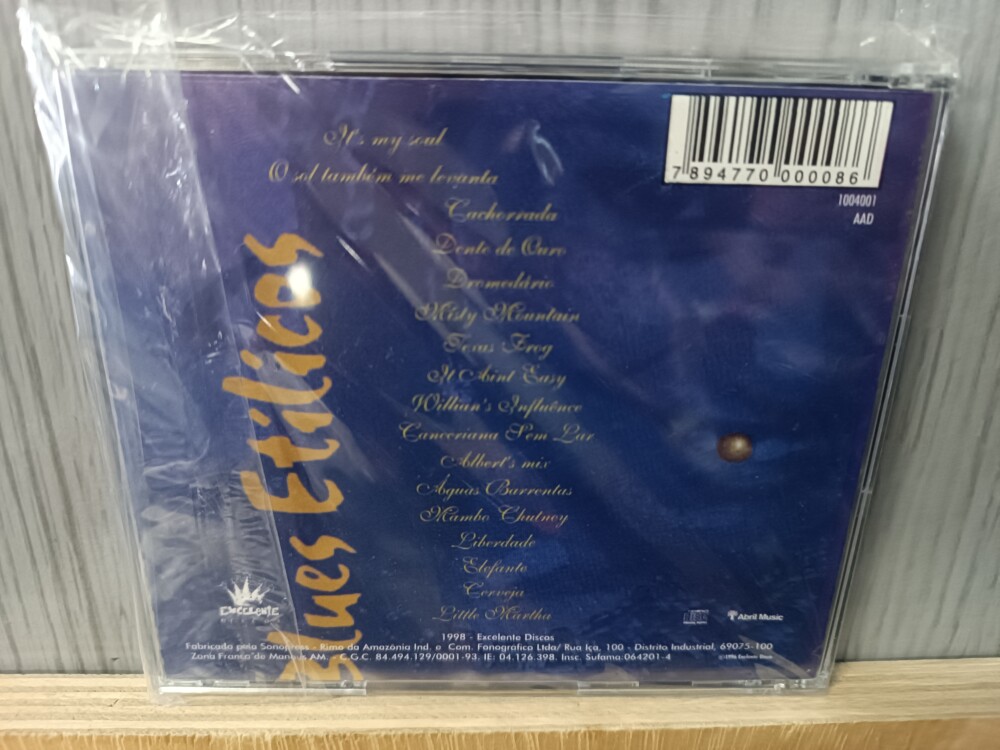 It's my soul
O sol também me levanta
Cachorrada
Dente de Ouro
Dromedário
Misty Mountain
Texas Frog
It Aint Easy
Willian's Influênce
Canceriana Sem Lar
Albert's mix
Aguas Barrentas
Mambo Chutney
Liberdade
Elefante
Cerveja
Little Martha
Blues Etílicos
7 894770 000086
1004001
AAD
EXCELENTE
DISCOS
Abril Music
1998 - Excelente Discos
Fabricado pela Sonopress - Rimo da Amazônia Ind. e Com. Fonográfica Ltda/ Rua Içá, 100 - Distrito Industrial, 69075-100
Zona Franca de Manaus AM. - C.G.C. 84.494.129/0001-93. IE: 04.126.398. Insc. Sufama:064201-4